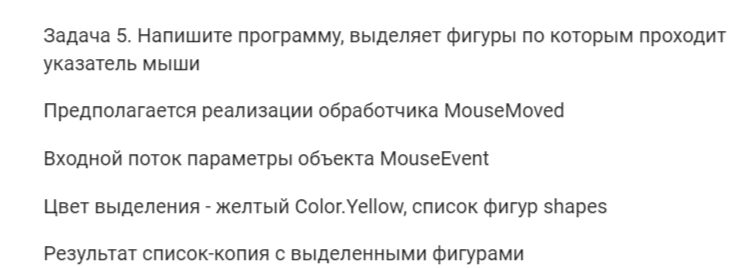 Задача 5. Напишите программу, выделяет фигуры по которым проходит
указатель мыши
Предполагается реализации обработчика MouseMoved
Входной поток параметры объекта MouseEvent
Цвет выделения - желтый Color.Yellow, список фигур shapes
Результат список-копия с выделенными фигурами